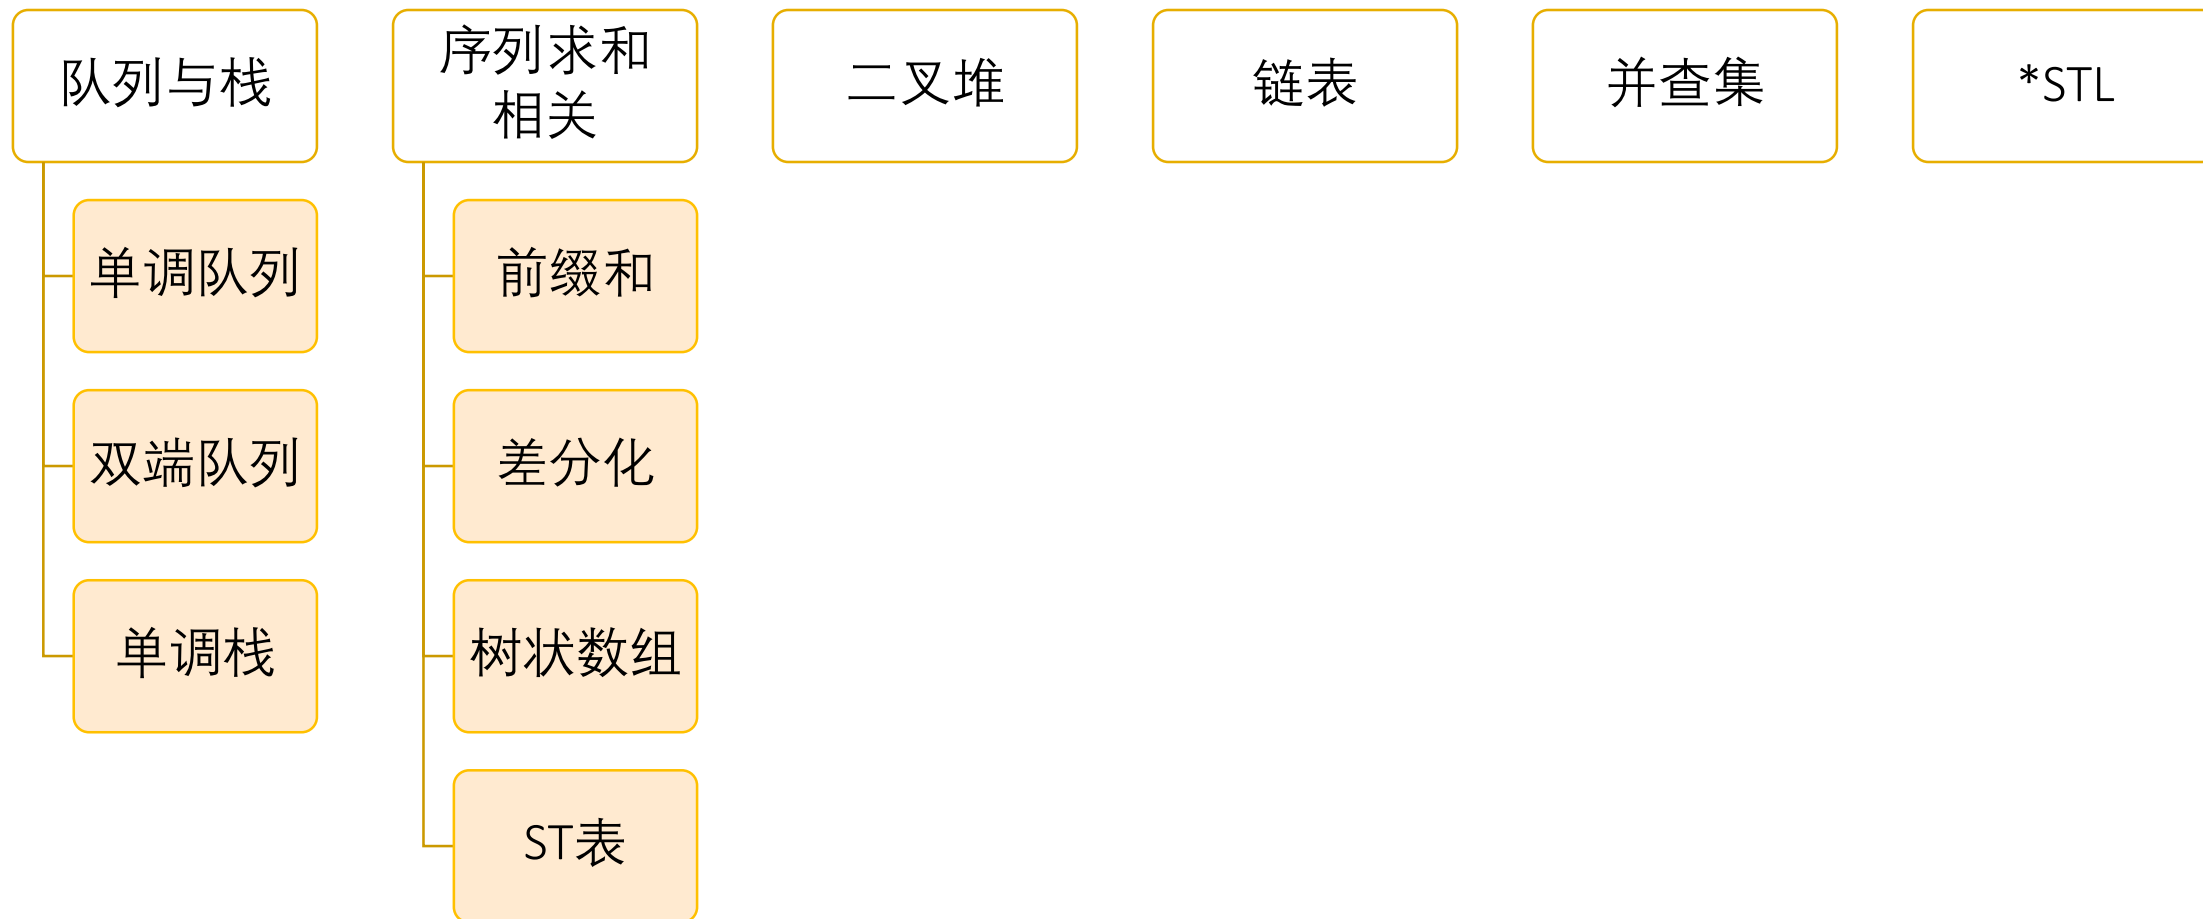 队列与栈
单调队列
双端队列
单调栈
序列求和
相关
前缀和
差分化
树状数组
ST表
二叉堆
链表
并查集
*STL